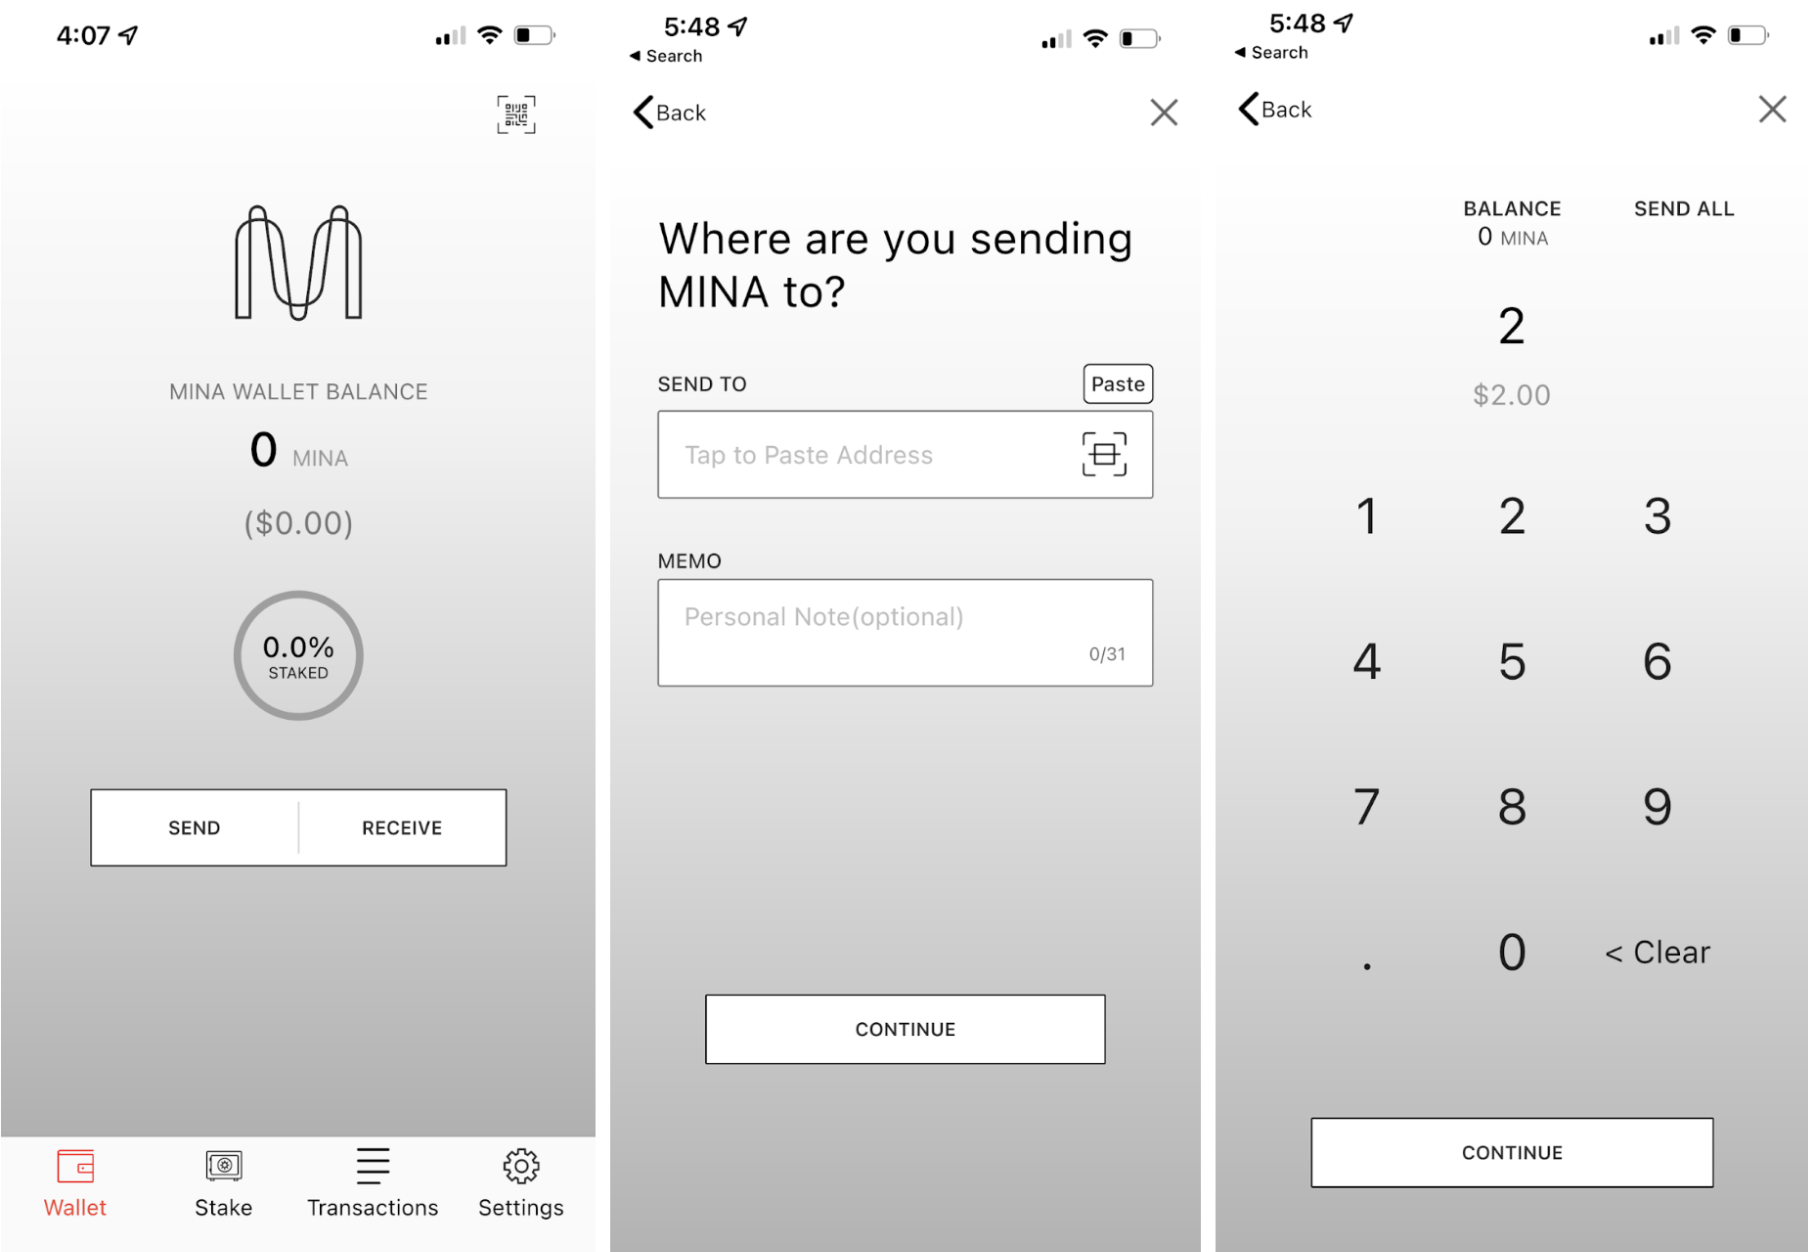 4:07
MINA WALLET BALANCE
0 MINA
($0.00)
0.0%
STAKED
SEND
RECEIVE
Wallet
Stake
Transactions
Settings
5:48
◀ Search
Back
Where are you sending
MINA to?
SEND TO
Paste
Tap to Paste Address
MEMO
Personal Note(optional)
0/31
CONTINUE
5:48
◀ Search
Back
BALANCE
SEND ALL
0 MINA
2
$2.00
1 2 3
4 5 6
7 8 9
. 0 < Clear
CONTINUE